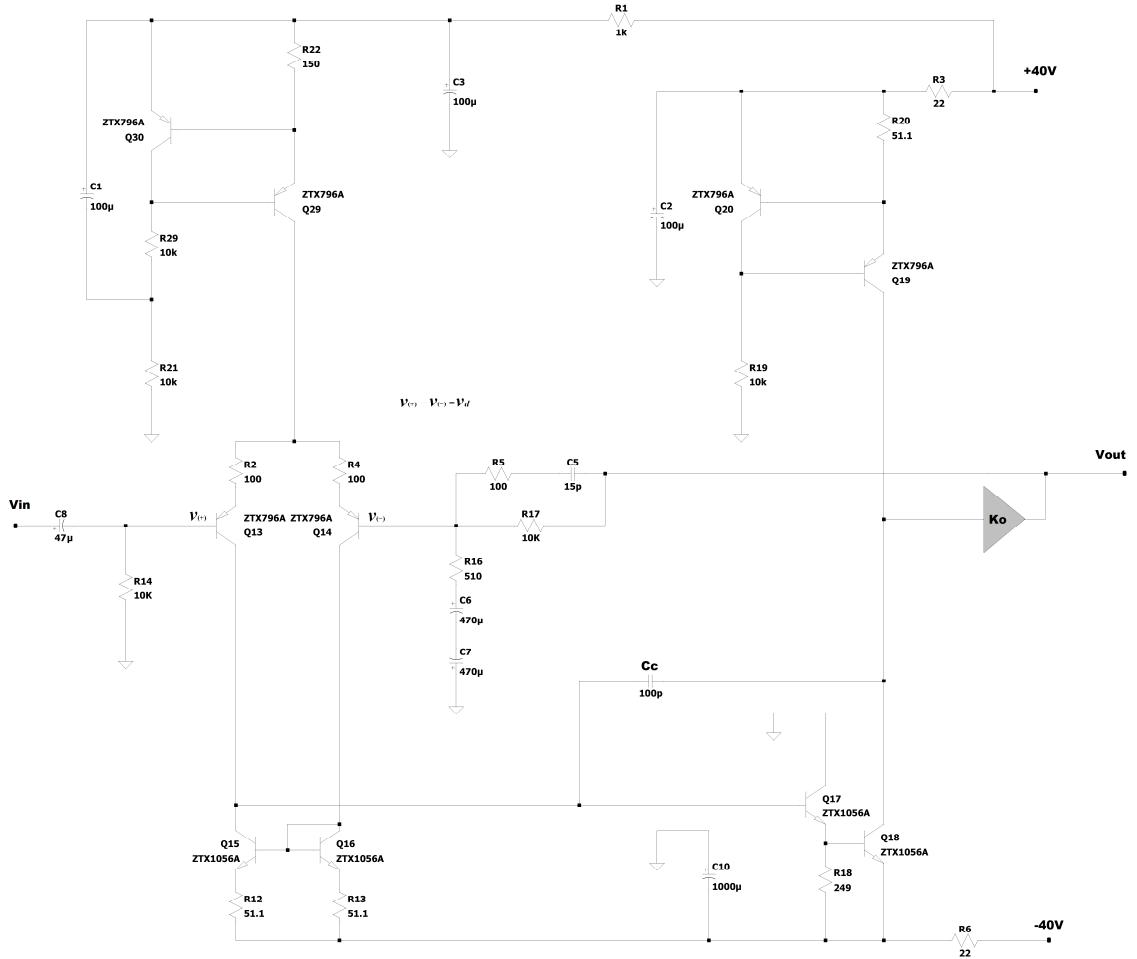 R1
1k
R22
150
C3
100µ
+40V
R3
22
R20
51.1
ZTX796A
Q30
C1
100µ
ZTX796A
Q29
ZTX796A
Q20
C2
100µ
R29
10k
ZTX796A
Q19
R21
10k
R19
10k
V(+) V(−) = Vd
R2
100
R4
100
R5
100
C5
15p
Vout
Vin
C8
47µ
V(+)
ZTX796A
Q13
ZTX796A
Q14
V(−)
R17
10K
Ko
R14
10K
R16
510
C6
470µ
C7
470µ
Cc
100p
Q17
ZTX1056A
Q15
ZTX1056A
Q16
ZTX1056A
Q18
ZTX1056A
C10
1000µ
R18
249
R12
51.1
R13
51.1
R6
22
-40V